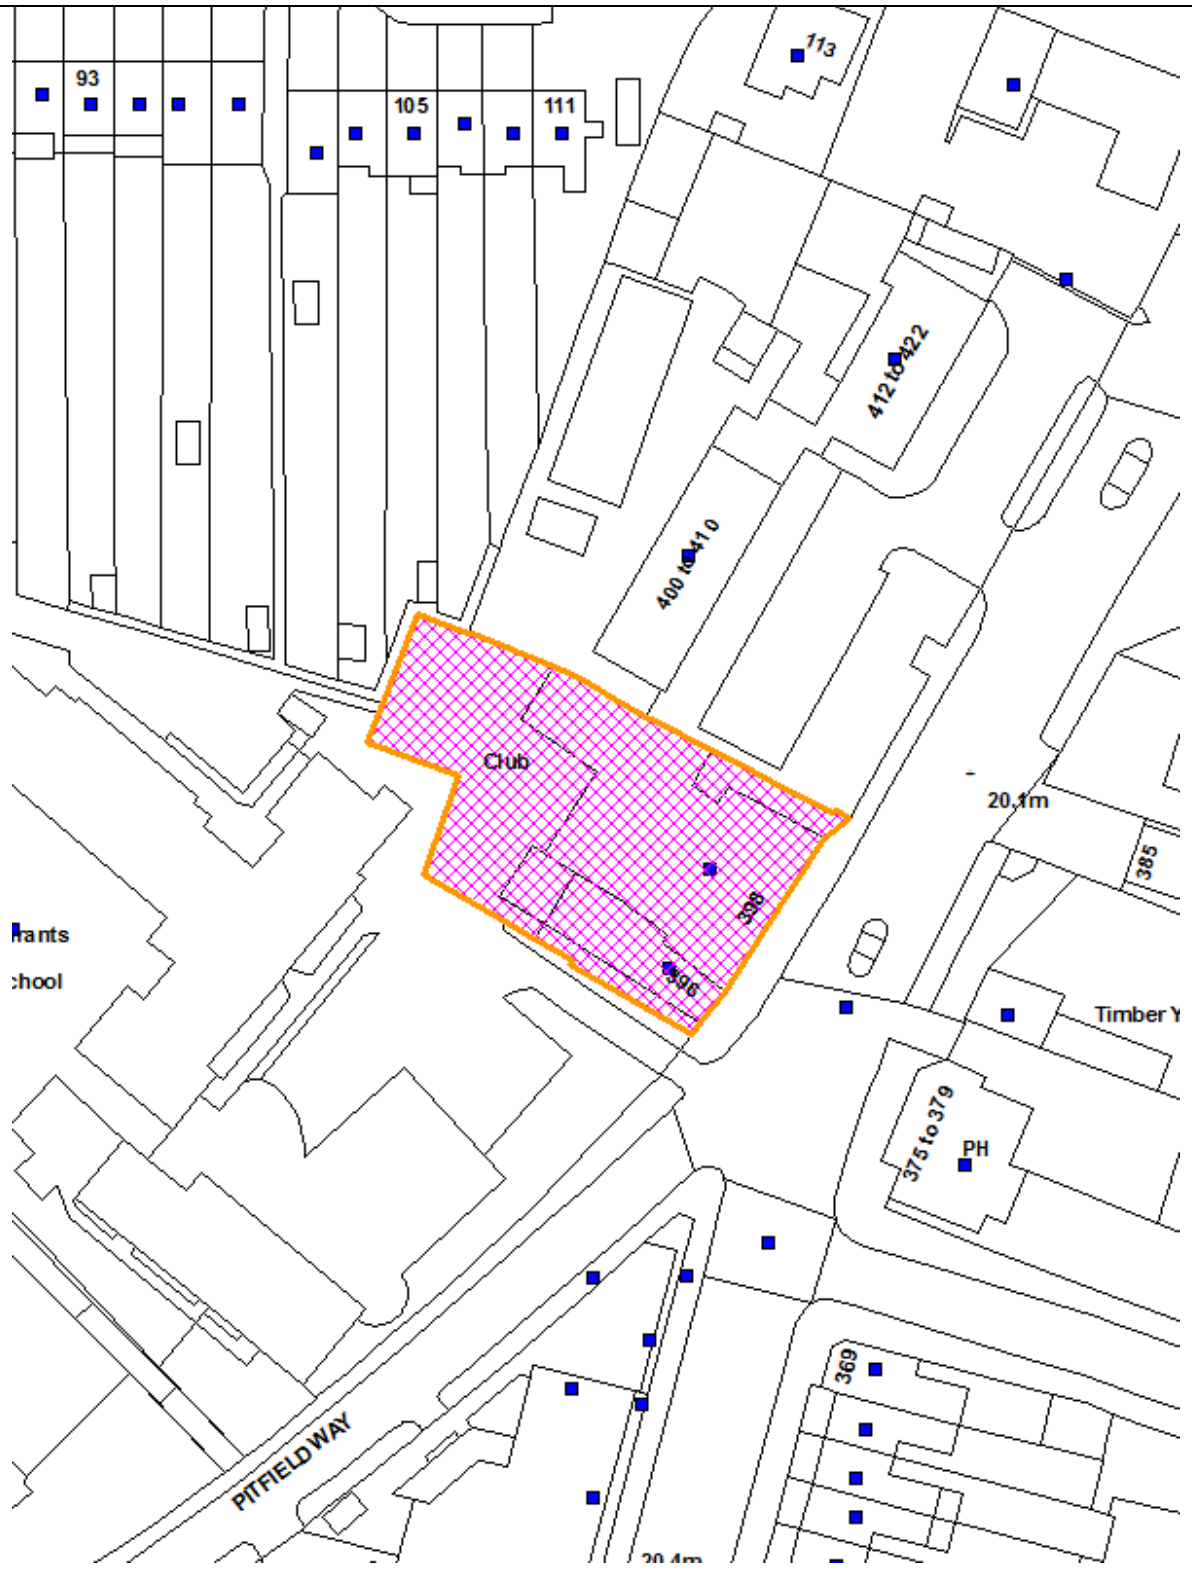 113
93
105
111
412 to 422
400 to 410
Club
20.1m
385
398
396
rants
chool
Timber Y
375 to 379
PH
369
PITFIELD WAY
20.4m